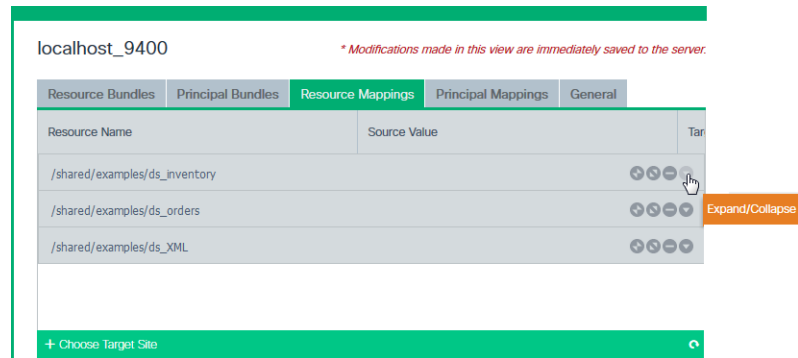 localhost_9400
* Modifications made in this view are immediately saved to the server.
Resource Bundles Principal Bundles Resource Mappings Principal Mappings General
Resource Name Source Value Tar
/shared/examples/ds_inventory
/shared/examples/ds_orders
Expand/Collapse
/shared/examples/ds_XML
+ Choose Target Site